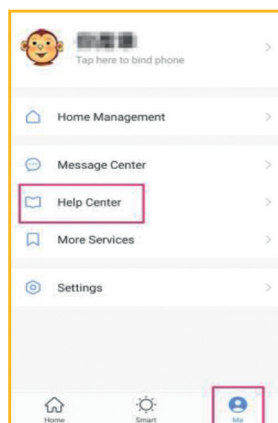 Tap here to bind phone
Home Management
Message Center
Help Center
More Services
Settings
Home
Smart
Me